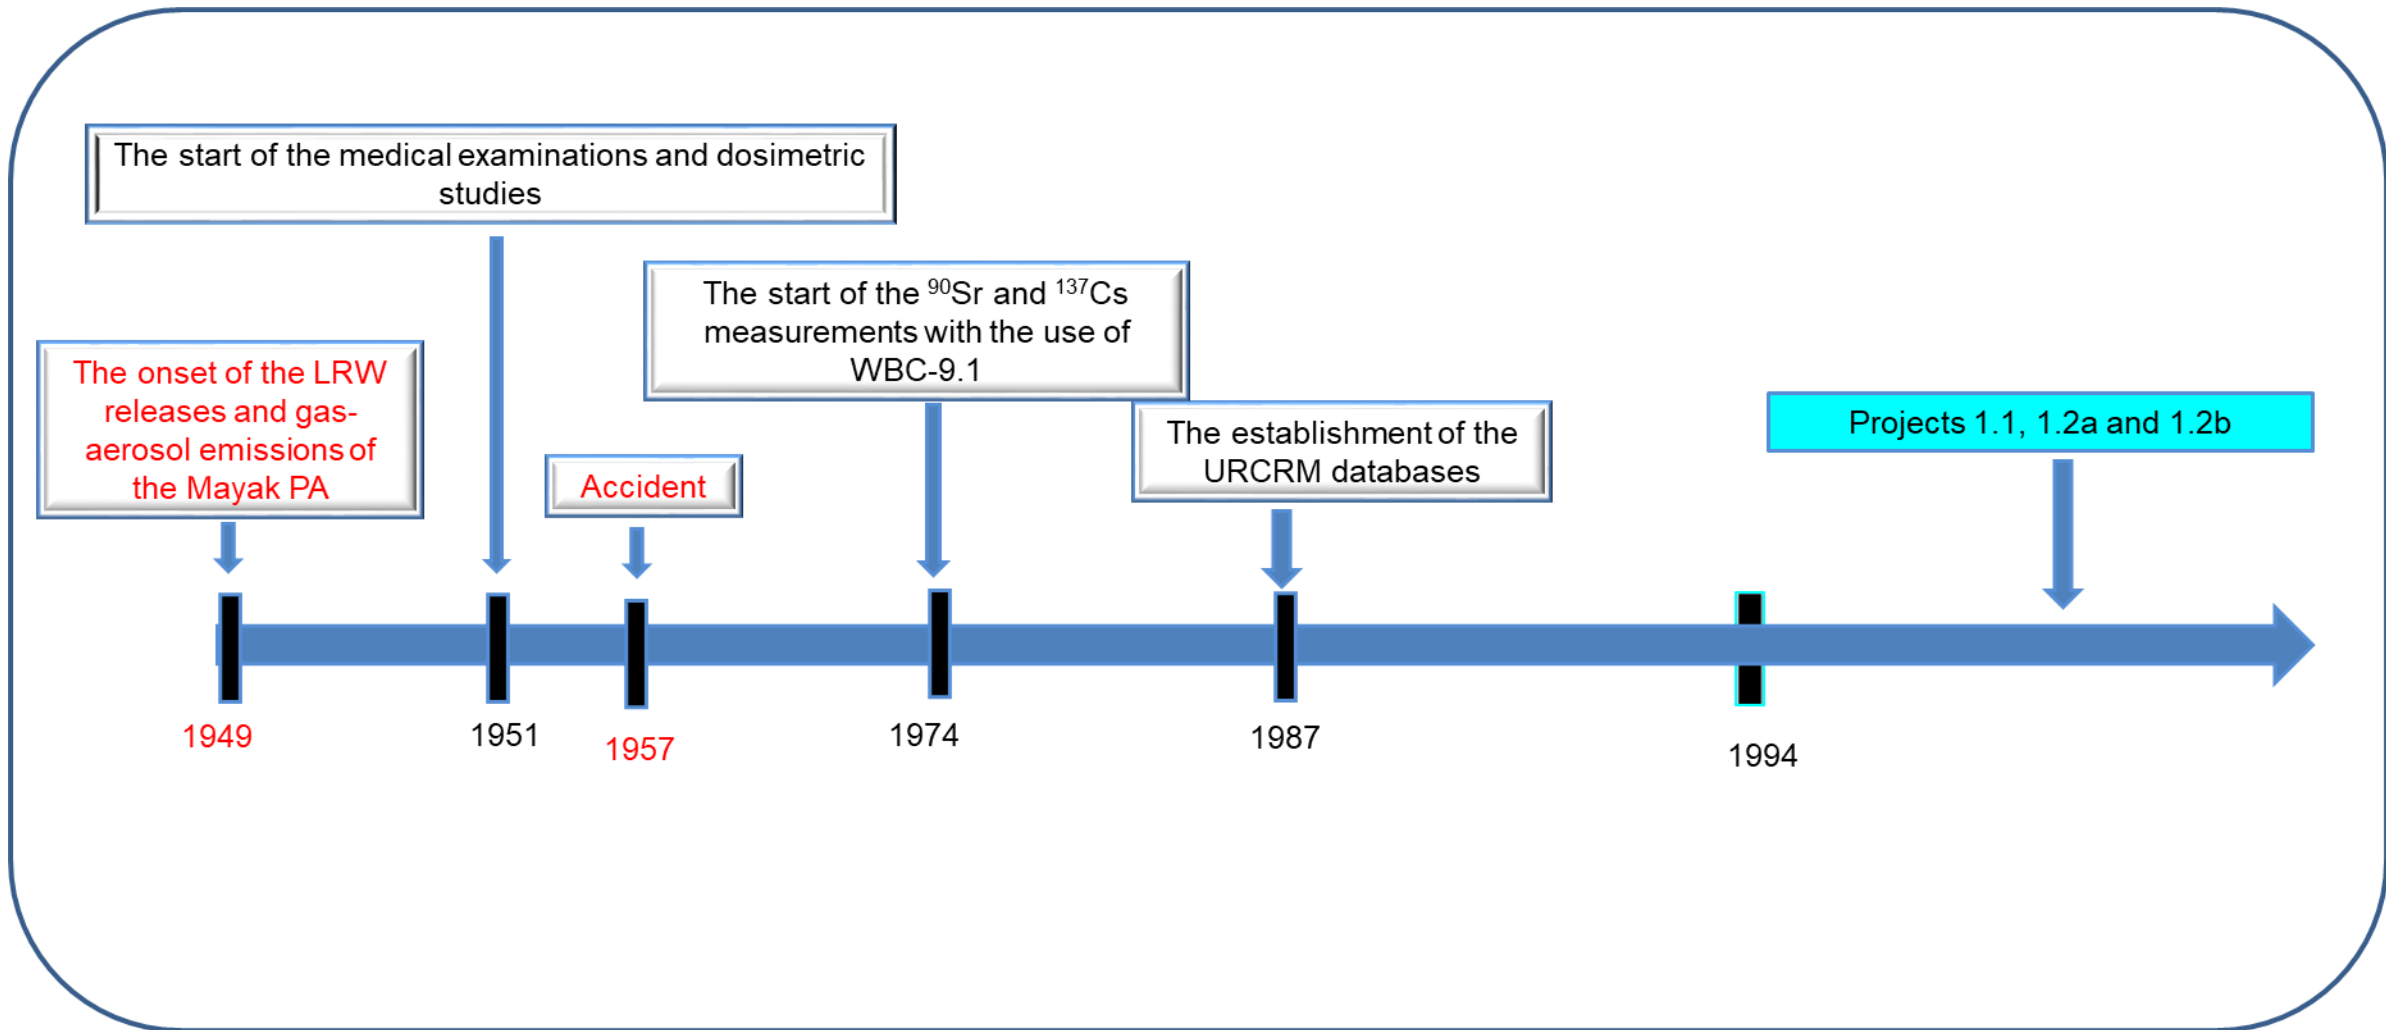 The start of the medical examinations and dosimetric
studies
The start of the ⁹⁰Sr and ¹³⁷Cs
measurements with the use of
WBC-9.1
The onset of the LRW
releases and gas-
aerosol emissions of
the Mayak PA
Accident
The establishment of the
URCRM databases
Projects 1.1, 1.2a and 1.2b
1949
1951
1957
1974
1987
1994